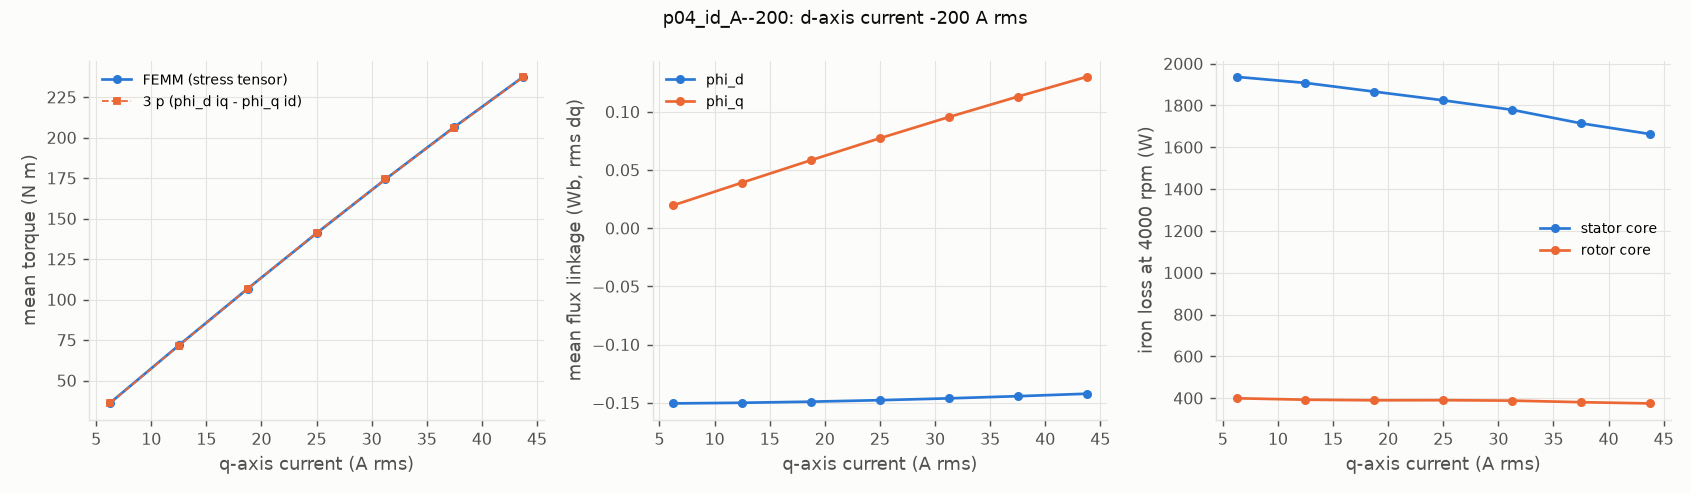 p04_id_A--200: d-axis current -200 A rms
mean torque (N m)
225
200
175
150
125
100
75
50
FEMM (stress tensor)
3 p (phi_d iq - phi_q id)
5 10 15 20 25 30 35 40 45
q-axis current (A rms)
mean flux linkage (Wb, rms dq)
0.10
0.05
0.00
−0.05
−0.10
−0.15
phi_d
phi_q
5 10 15 20 25 30 35 40 45
q-axis current (A rms)
iron loss at 4000 rpm (W)
2000
1800
1600
1400
1200
1000
800
600
400
stator core
rotor core
5 10 15 20 25 30 35 40 45
q-axis current (A rms)